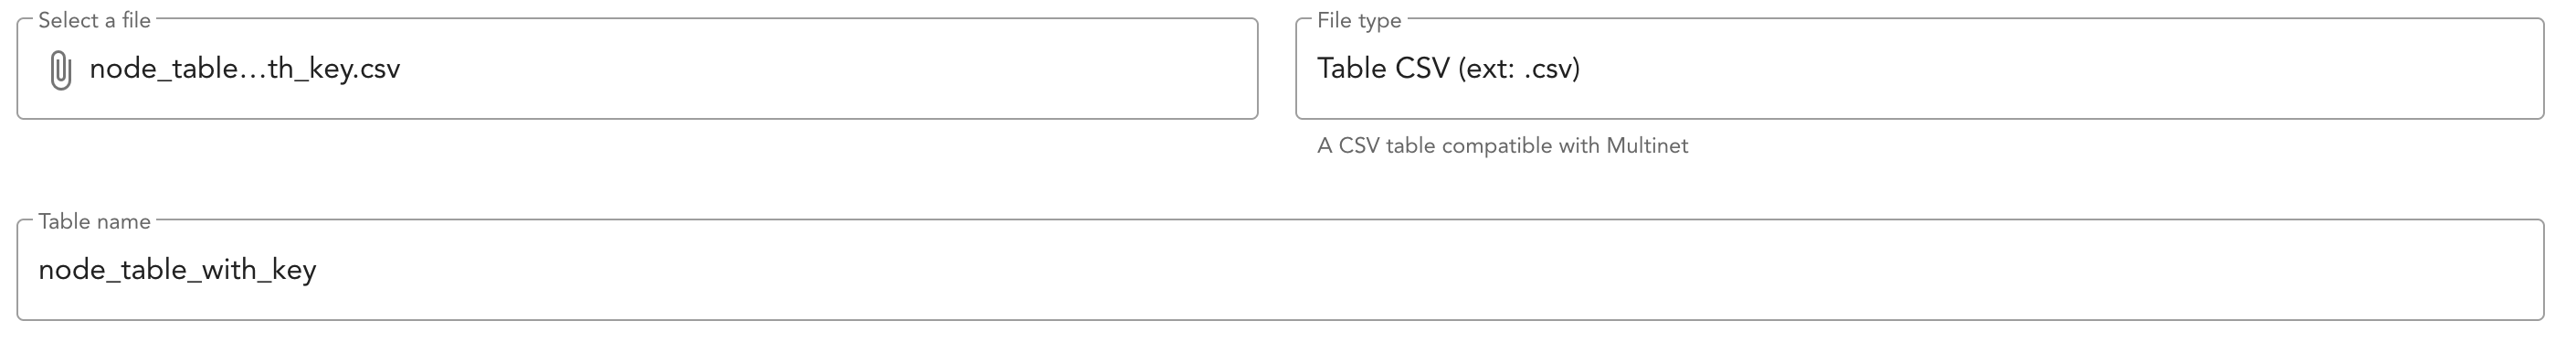 Select a file
node_table…th_key.csv
File type
Table CSV (ext: .csv)
A CSV table compatible with Multinet
Table name
node_table_with_key